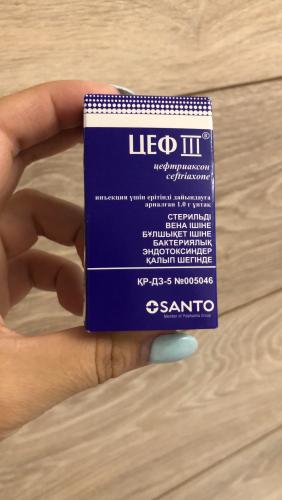 ЦЕФ III®
цефтриаксон
ceftriaxone
инъекция үшін ерітінді дайындауға
арналған 1.0 г ұнтақ
СТЕРИЛЬДІ
ВЕНА ІШІНЕ
БҰЛШЫҚЕТ ІШІНЕ
БАКТЕРИЯЛЫҚ
ЭНДОТОКСИНДЕР
ҚАЛЫП ШЕГІНДЕ
ҚР-ДЗ-5 №005046
SANTO
Member of Polpharma Group